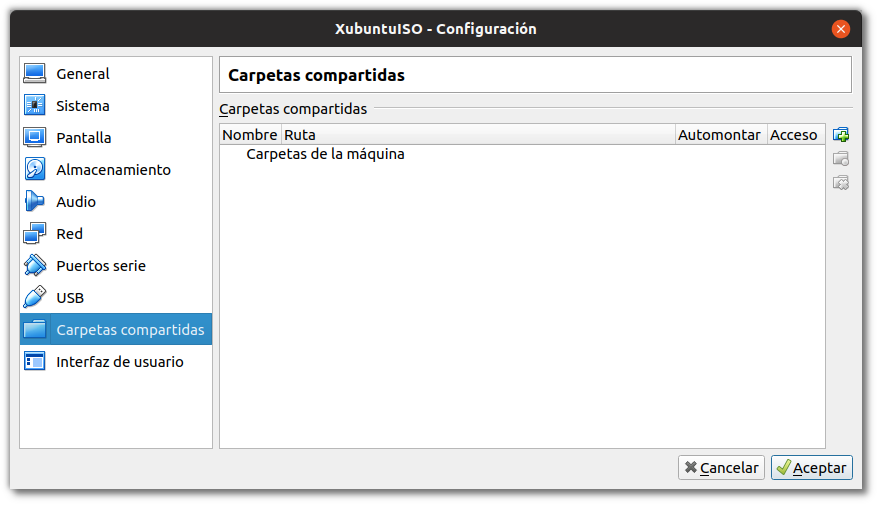 XubuntuISO - Configuración
General
Sistema
Pantalla
Almacenamiento
Audio
Red
Puertos serie
USB
Carpetas compartidas
Interfaz de usuario
Carpetas compartidas
Carpetas compartidas
Nombre Ruta Automontar Acceso
Carpetas de la máquina
Cancelar Aceptar